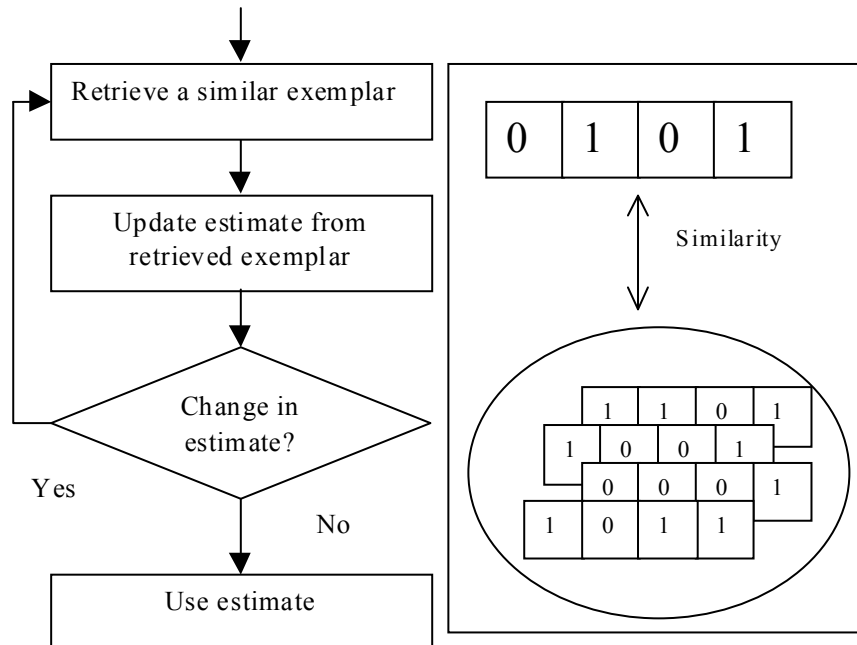 Retrieve a similar exemplar
Update estimate from
retrieved exemplar
Change in
estimate?
Yes
No
Use estimate
0 1 0 1
Similarity
1 1 0 1
1 0 0 1
0 0 0 1
1 0 1 1